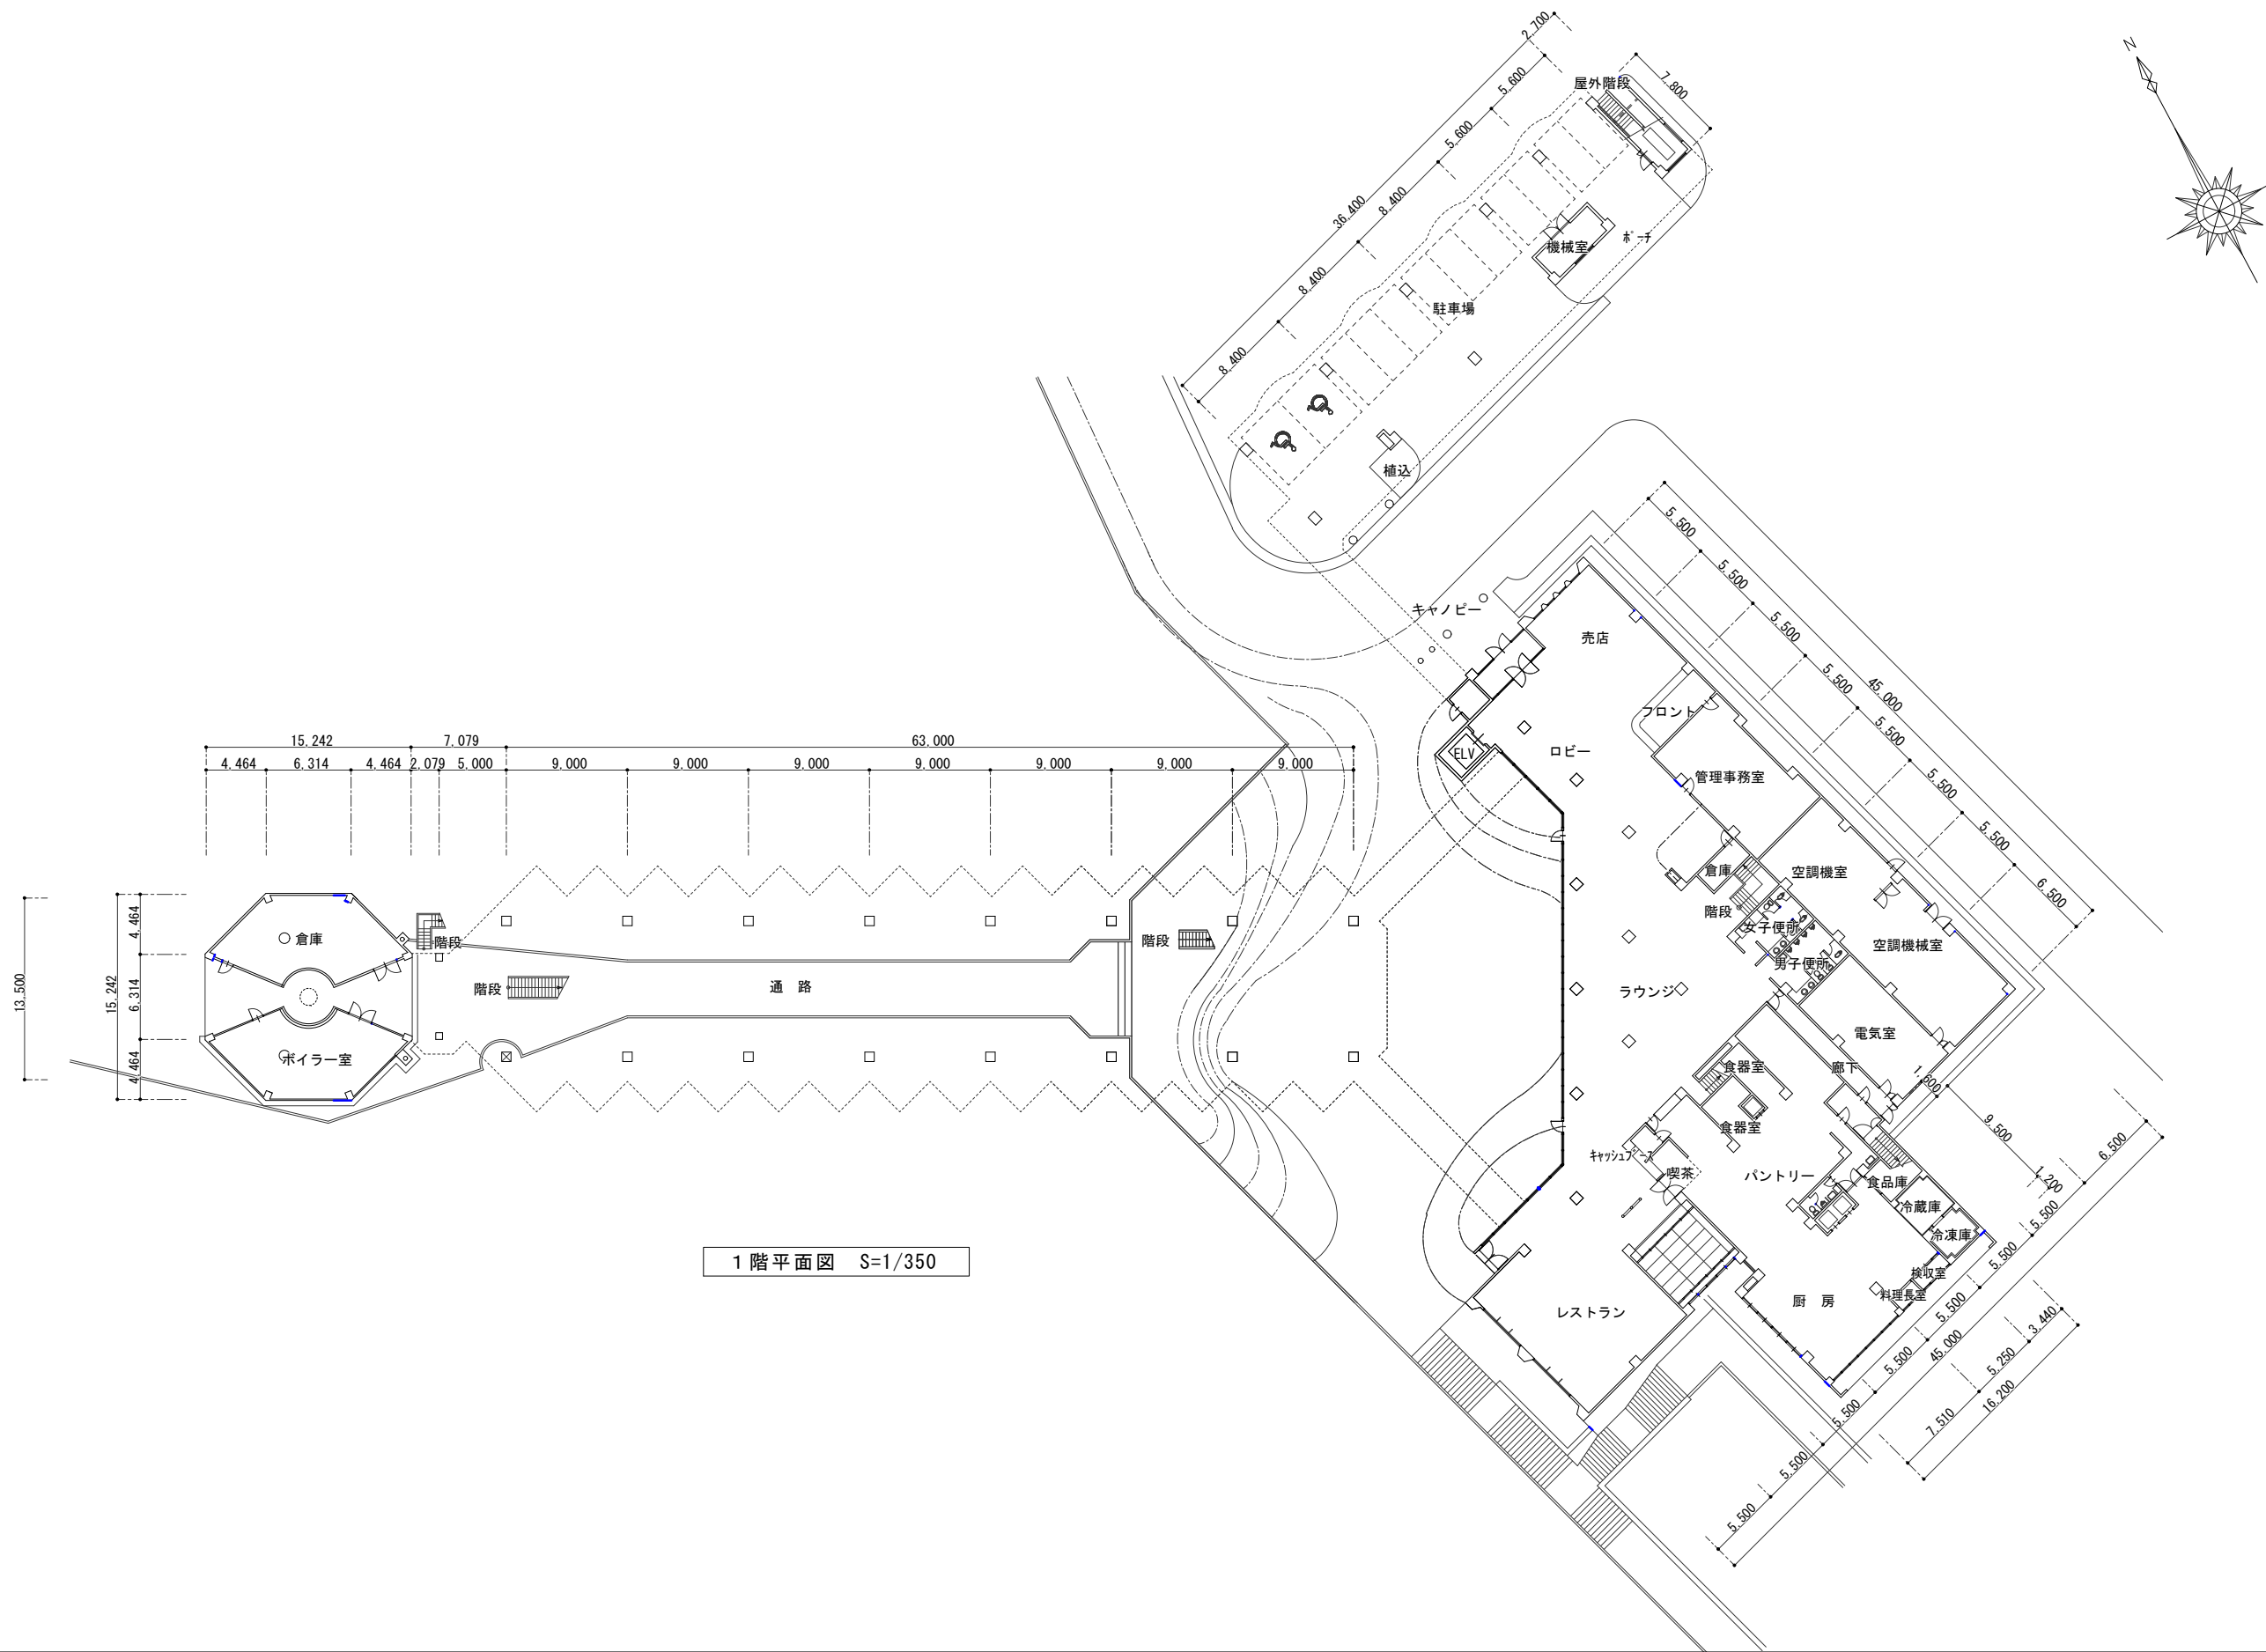 N
2,700
5,600
7,800
屋外階段
5,600
36,400
8,400
機械室
ﾎﾟｰﾁ
8,400
駐車場
8,400
植込
5,500
5,500
キャノピー
売店
5,500
5,500
45,000
フロント
5,500
15.242
7.079
63.000
ロビー
ELV
4,464
6,314
4,464
2,079
5,000
9,000
9,000
9,000
9,000
9,000
9,000
9,000
管理事務室
5,500
5,500
倉庫
空調機室
6,500
階段
女子便所
4,464
倉庫
階段
階段
空調機械室
男子便所
13,500
15.242
6,314
階段
通 路
ラウンジ
電気室
4,464
ボイラー室
食器室
廊下
1,600
9,500
食器室
ｷｬｯｼｭﾌﾞｰｽ
喫茶
パントリー
食品庫
1,200
6,500
冷蔵庫
5,500
冷凍庫
1階平面図 S=1/350
検収室
5,500
料理長室
厨 房
レストラン
5,500
3,440
45,000
5,250
5,500
16,200
5,500
7,510
5,500
5,500